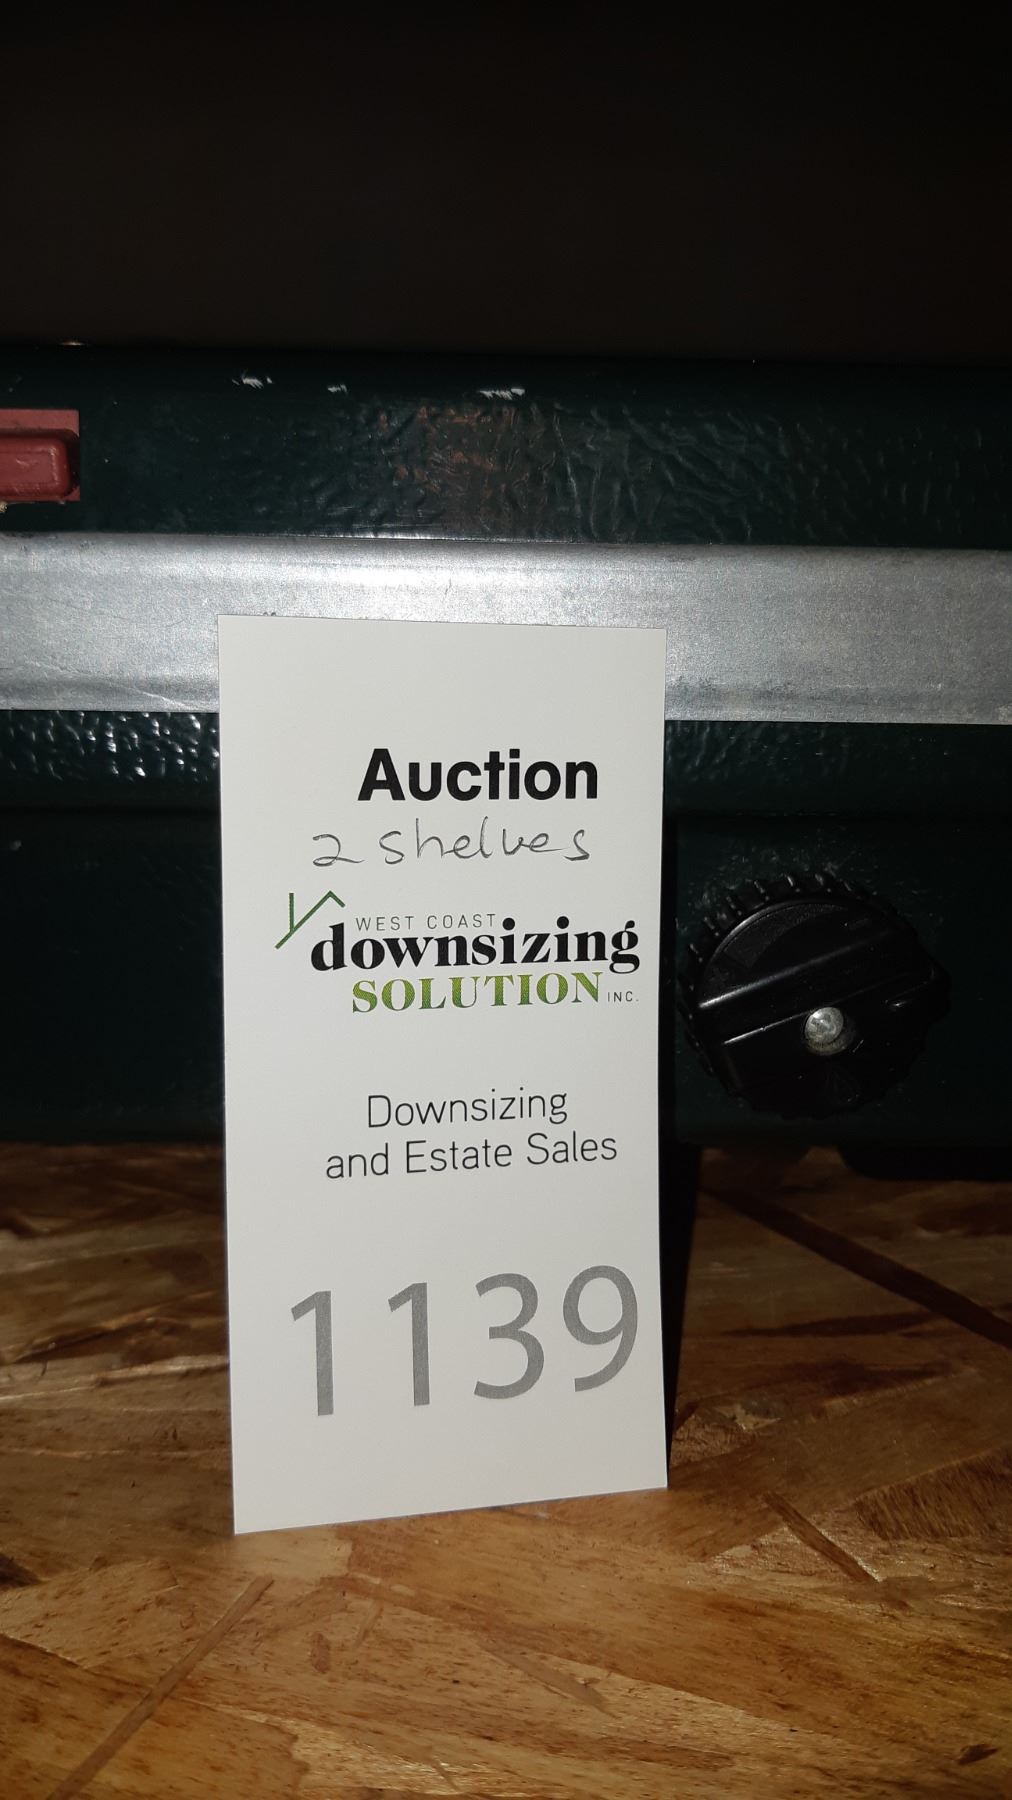 Auction
2 shelves
WEST COAST
downsizing
SOLUTION INC.
Downsizing
and Estate Sales
1139